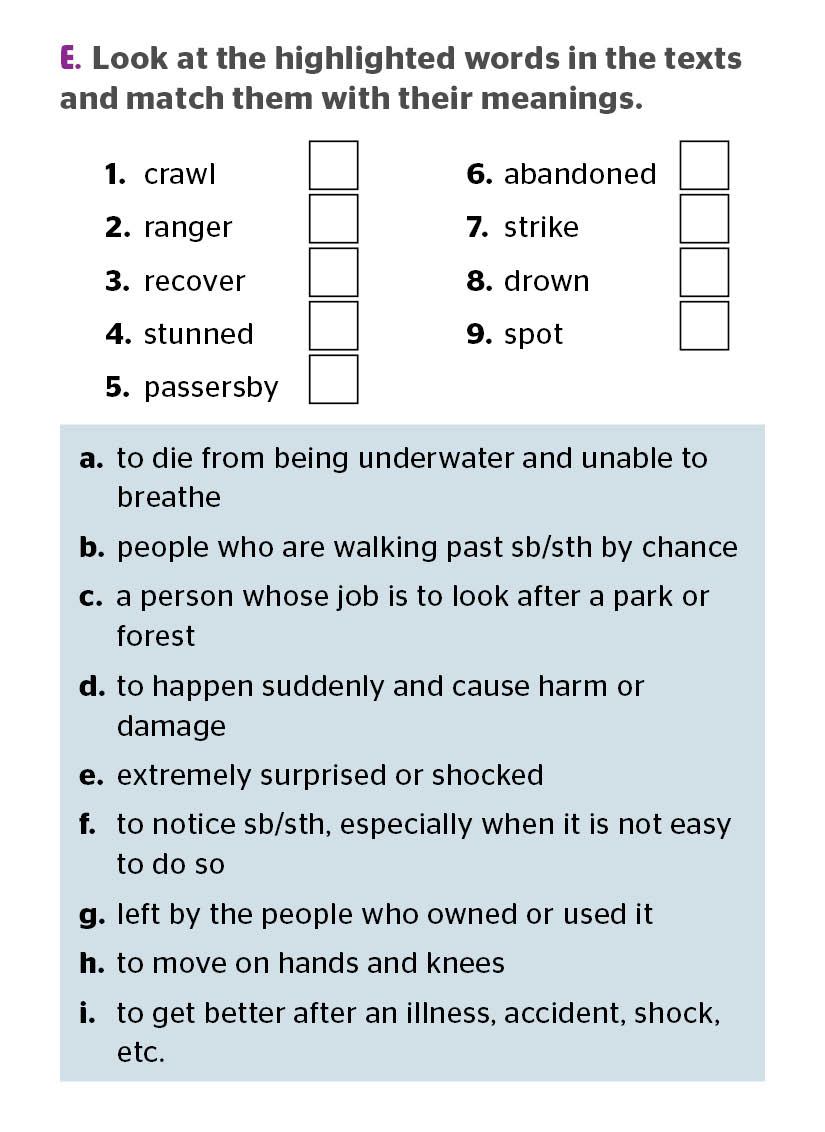 E. Look at the highlighted words in the texts
and match them with their meanings.
1. crawl
2. ranger
3. recover
4. stunned
5. passersby
6. abandoned
7. strike
8. drown
9. spot
a. to die from being underwater and unable to
breathe
b. people who are walking past sb/sth by chance
c. a person whose job is to look after a park or
forest
d. to happen suddenly and cause harm or
damage
e. extremely surprised or shocked
f. to notice sb/sth, especially when it is not easy
to do so
g. left by the people who owned or used it
h. to move on hands and knees
i. to get better after an illness, accident, shock,
etc.